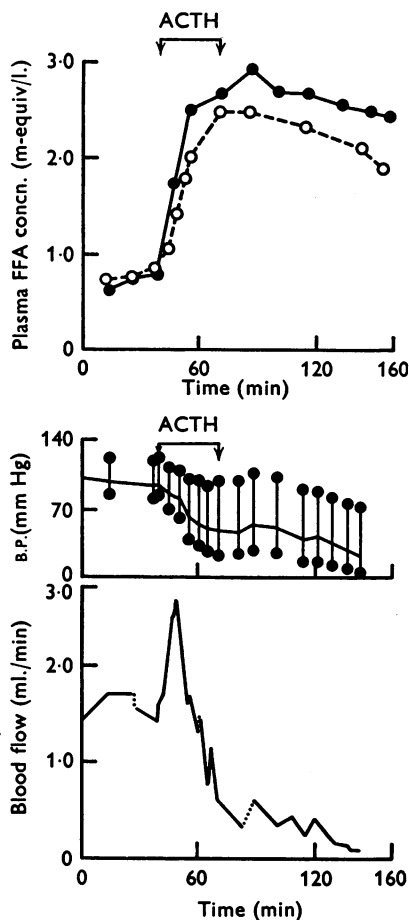 ACTH
Plasma FFA concn. (m-equiv/l.)
3·0
2·0
1·0
0
0 60 120 160
Time (min)
ACTH
B.P. (mm Hg)
140
70
0
Blood flow (ml./min)
3·0
2·0
1·0
0
0 60 120 160
Time (min)